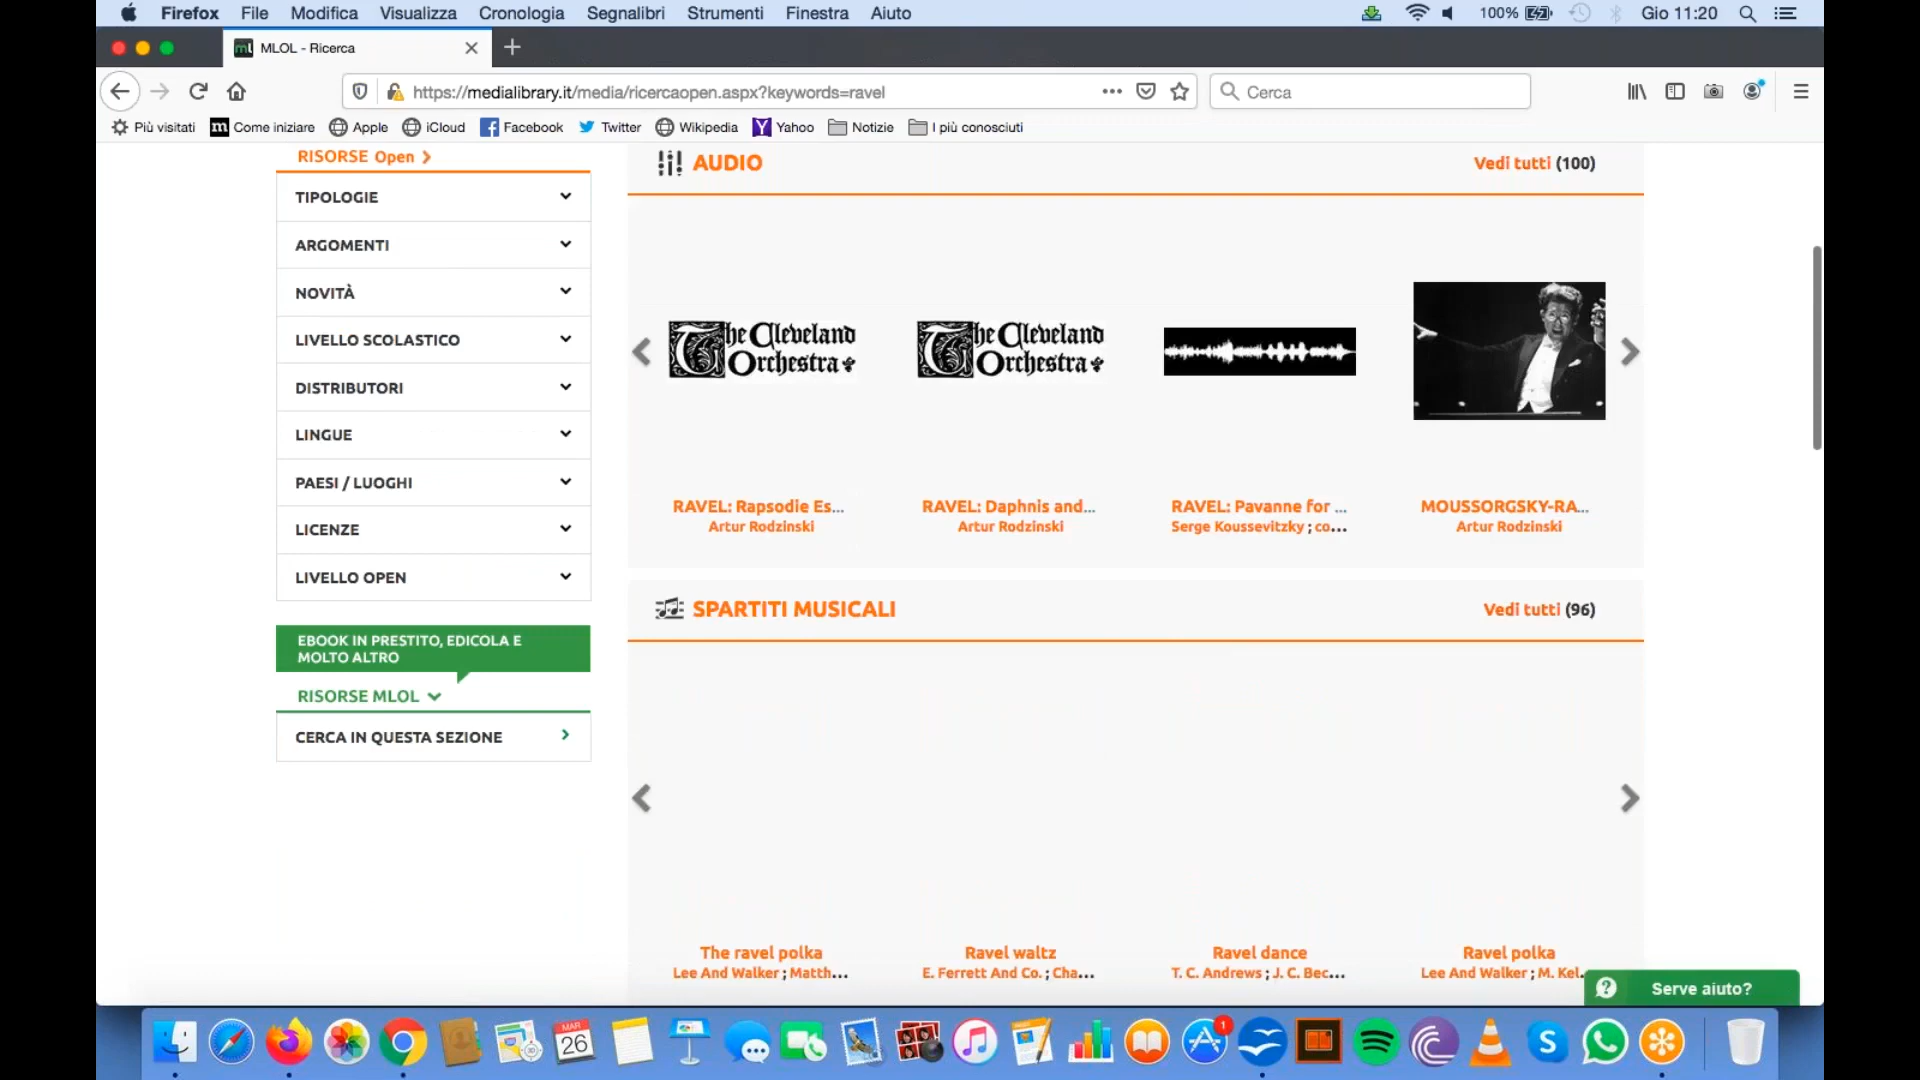 Firefox File Modifica Visualizza Cronologia Segnalibri Strumenti Finestra Aiuto 100% Gio 11:20
ml MLOL - Ricerca
https://medialibrary.it/media/ricercaopen.aspx?keywords=ravel Cerca
Più visitati m Come iniziare Apple iCloud Facebook Twitter Wikipedia Yahoo Notizie I più conosciuti
RISORSE Open
TIPOLOGIE
ARGOMENTI
NOVITÀ
LIVELLO SCOLASTICO
DISTRIBUTORI
LINGUE
PAESI / LUOGHI
LICENZE
LIVELLO OPEN
EBOOK IN PRESTITO, EDICOLA E
MOLTO ALTRO
RISORSE MLOL
CERCA IN QUESTA SEZIONE
AUDIO Vedi tutti (100)
The Cleveland
Orchestra
The Cleveland
Orchestra
RAVEL: Rapsodie Es...
Artur Rodzinski
RAVEL: Daphnis and...
Artur Rodzinski
RAVEL: Pavanne for ...
Serge Koussevitzky ; co...
MOUSSORGSKY-RA...
Artur Rodzinski
SPARTITI MUSICALI Vedi tutti (96)
The ravel polka
Lee And Walker ; Matth...
Ravel waltz
E. Ferrett And Co. ; Cha...
Ravel dance
T. C. Andrews ; J. C. Bec...
Ravel polka
Lee And Walker ; M. Kel...
Serve aiuto?
MAR
26
1